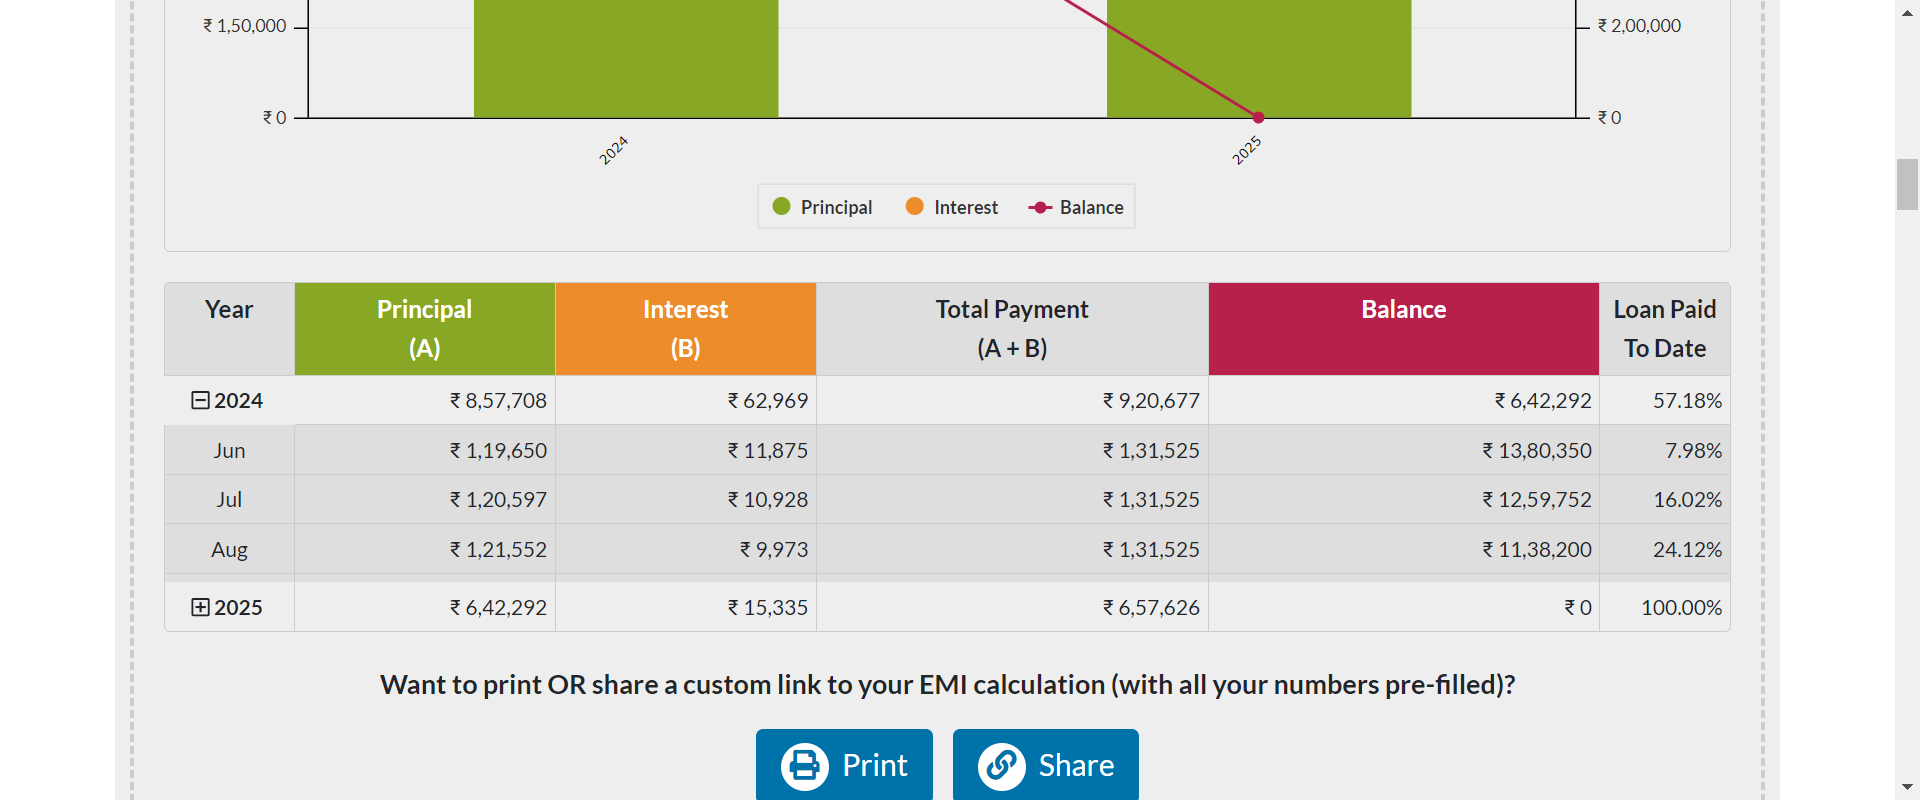 ₹ 1,50,000
₹ 2,00,000
₹ 0
₹ 0
2024
2025
Principal Interest Balance
Year Principal Interest Total Payment Balance Loan Paid
(A) (B) (A + B) To Date
2024 ₹ 8,57,708 ₹ 62,969 ₹ 9,20,677 ₹ 6,42,292 57.18%
Jun ₹ 1,19,650 ₹ 11,875 ₹ 1,31,525 ₹ 13,80,350 7.98%
Jul ₹ 1,20,597 ₹ 10,928 ₹ 1,31,525 ₹ 12,59,752 16.02%
Aug ₹ 1,21,552 ₹ 9,973 ₹ 1,31,525 ₹ 11,38,200 24.12%
2025 ₹ 6,42,292 ₹ 15,335 ₹ 6,57,626 ₹ 0 100.00%
Want to print OR share a custom link to your EMI calculation (with all your numbers pre-filled)?
Print Share